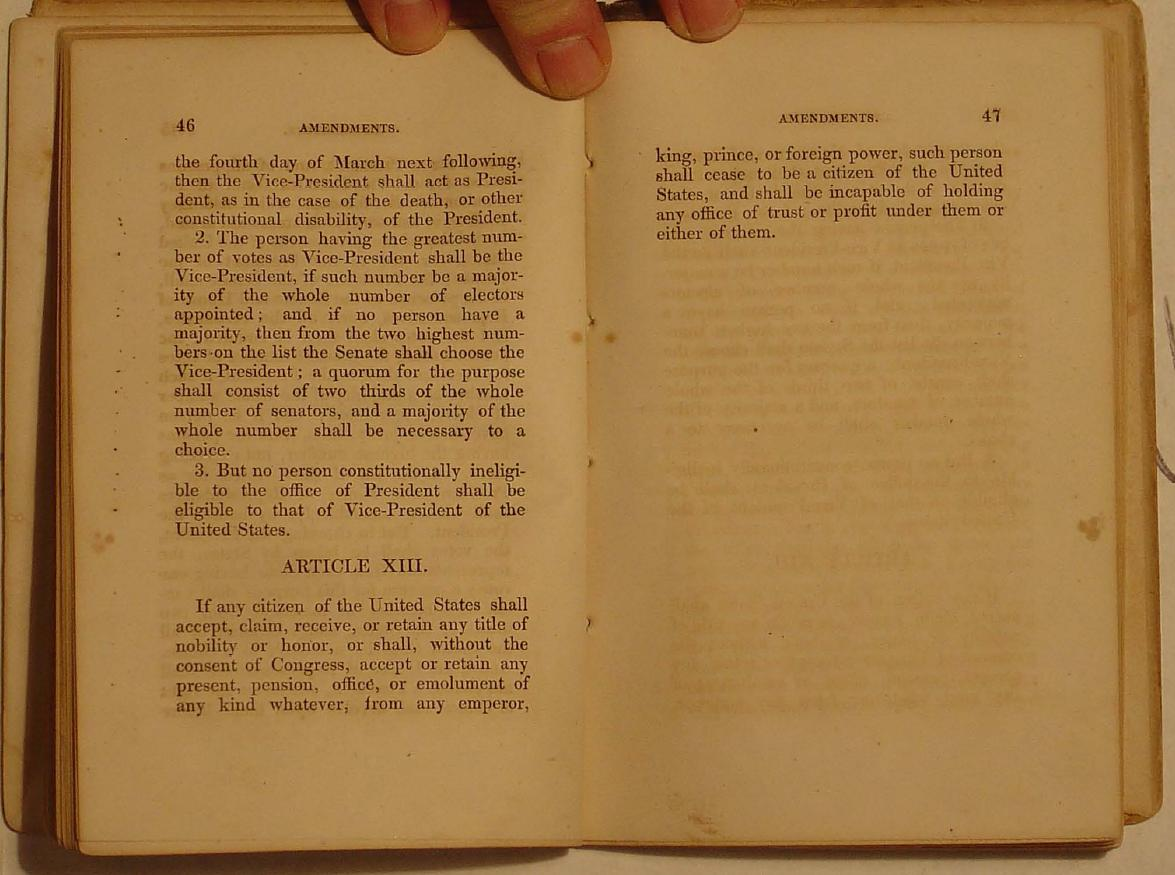 46
AMENDMENTS.
the fourth day of March next following,
then the Vice-President shall act as Presi-
dent, as in the case of the death, or other
constitutional disability, of the President.
2. The person having the greatest num-
ber of votes as Vice-President shall be the
Vice-President, if such number be a major-
ity of the whole number of electors
appointed; and if no person have a
majority, then from the two highest num-
bers on the list the Senate shall choose the
Vice-President; a quorum for the purpose
shall consist of two thirds of the whole
number of senators, and a majority of the
whole number shall be necessary to a
choice.
3. But no person constitutionally ineligi-
ble to the office of President shall be
eligible to that of Vice-President of the
United States.
ARTICLE XIII.
If any citizen of the United States shall
accept, claim, receive, or retain any title of
nobility or honor, or shall, without the
consent of Congress, accept or retain any
present, pension, office, or emolument of
any kind whatever, from any emperor,
AMENDMENTS.
47
king, prince, or foreign power, such person
shall cease to be a citizen of the United
States, and shall be incapable of holding
any office of trust or profit under them or
either of them.